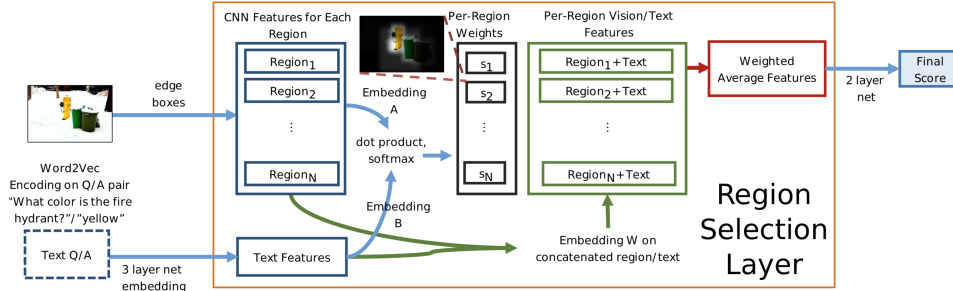 CNN Features for Each
Region
Region1
Region2
...
RegionN
edge
boxes
Word2Vec
Encoding on Q/A pair
"What color is the fire
hydrant?"/"yellow"
Text Q/A
3 layer net
embedding
Text Features
Embedding
A
dot product,
softmax
Embedding
B
Per-Region
Weights
s1
s2
...
sN
Per-Region Vision/Text
Features
Region1+Text
Region2+Text
...
RegionN+Text
Embedding W on
concatenated region/text
Weighted
Average Features
2 layer
net
Final
Score
Region
Selection
Layer